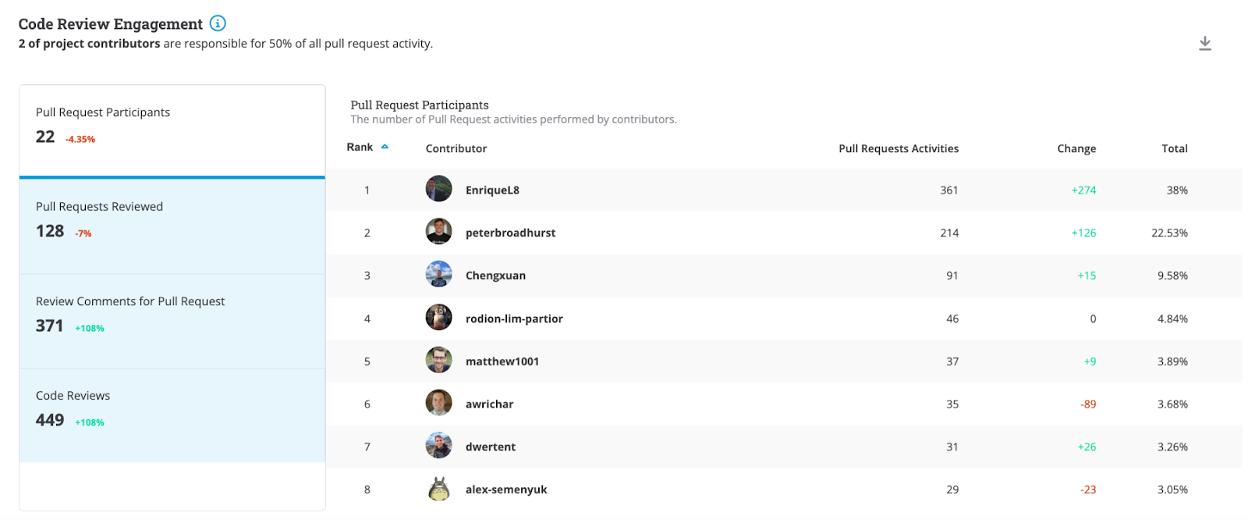 Code Review Engagement
2 of project contributors are responsible for 50% of all pull request activity.
Pull Request Participants
22 -4.35%
Pull Requests Reviewed
128 -7%
Review Comments for Pull Request
371 +108%
Code Reviews
449 +108%
Pull Request Participants
The number of Pull Request activities performed by contributors.
Rank Contributor Pull Requests Activities Change Total
1 EnriqueL8 361 +274 38%
2 peterbroadhurst 214 +126 22.53%
3 Chengxuan 91 +15 9.58%
4 rodion-lim-partior 46 0 4.84%
5 matthew1001 37 +9 3.89%
6 awrichar 35 -89 3.68%
7 dwertent 31 +26 3.26%
8 alex-semenyuk 29 -23 3.05%